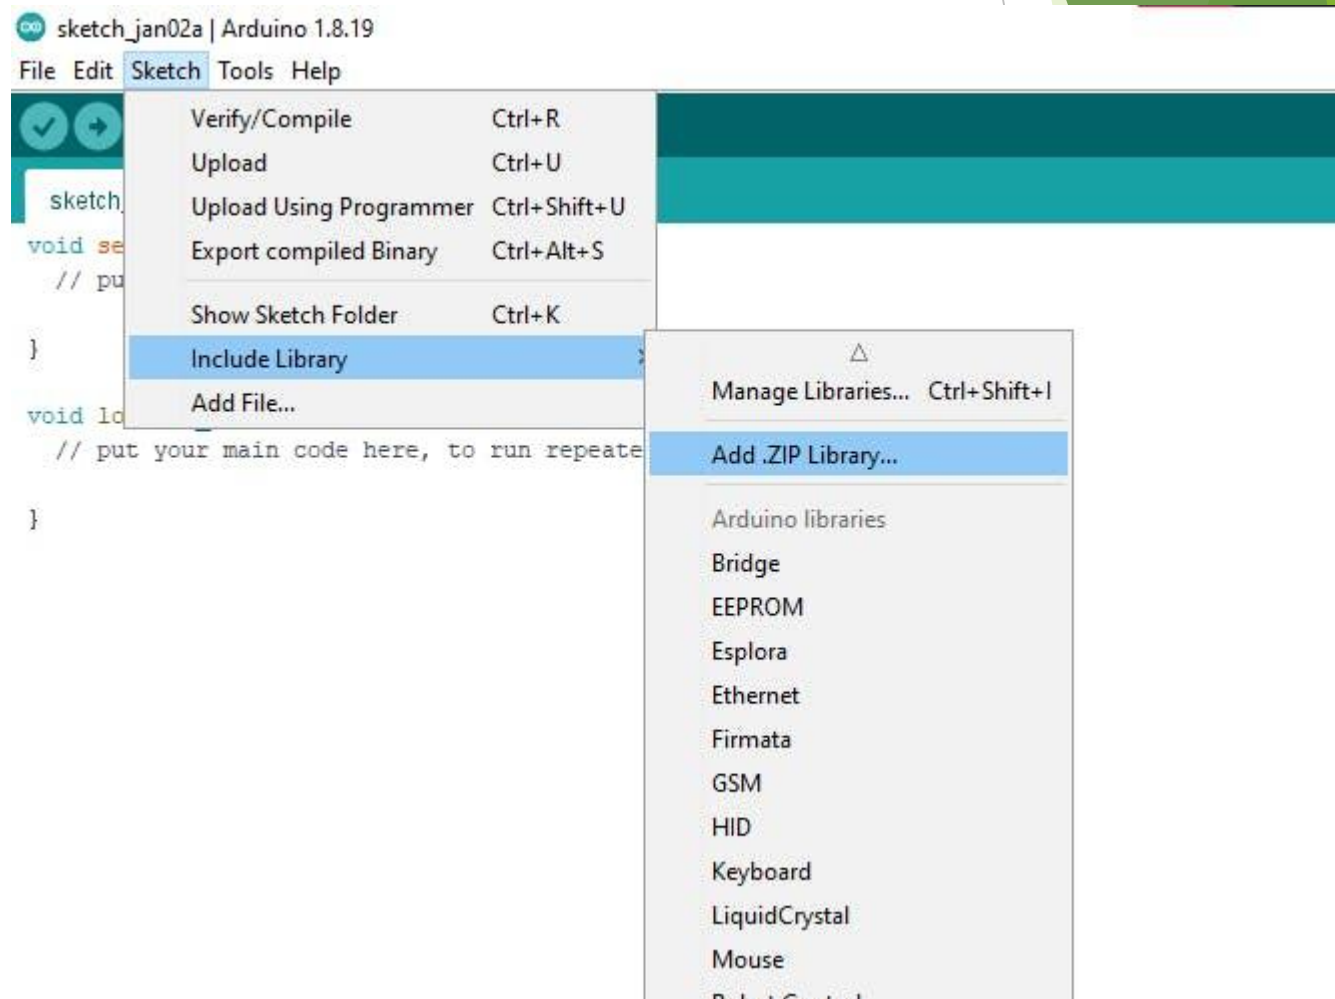 sketch_jan02a | Arduino 1.8.19
File Edit Sketch Tools Help
Verify/Compile Ctrl+R
Upload Ctrl+U
sketch_
Upload Using Programmer Ctrl+Shift+U
void se
Export compiled Binary Ctrl+Alt+S
// pu
Show Sketch Folder Ctrl+K
}
Include Library
Manage Libraries... Ctrl+Shift+I
Add File...
void lo
// put your main code here, to run repeate
Add .ZIP Library...
}
Arduino libraries
Bridge
EEPROM
Esplora
Ethernet
Firmata
GSM
HID
Keyboard
LiquidCrystal
Mouse